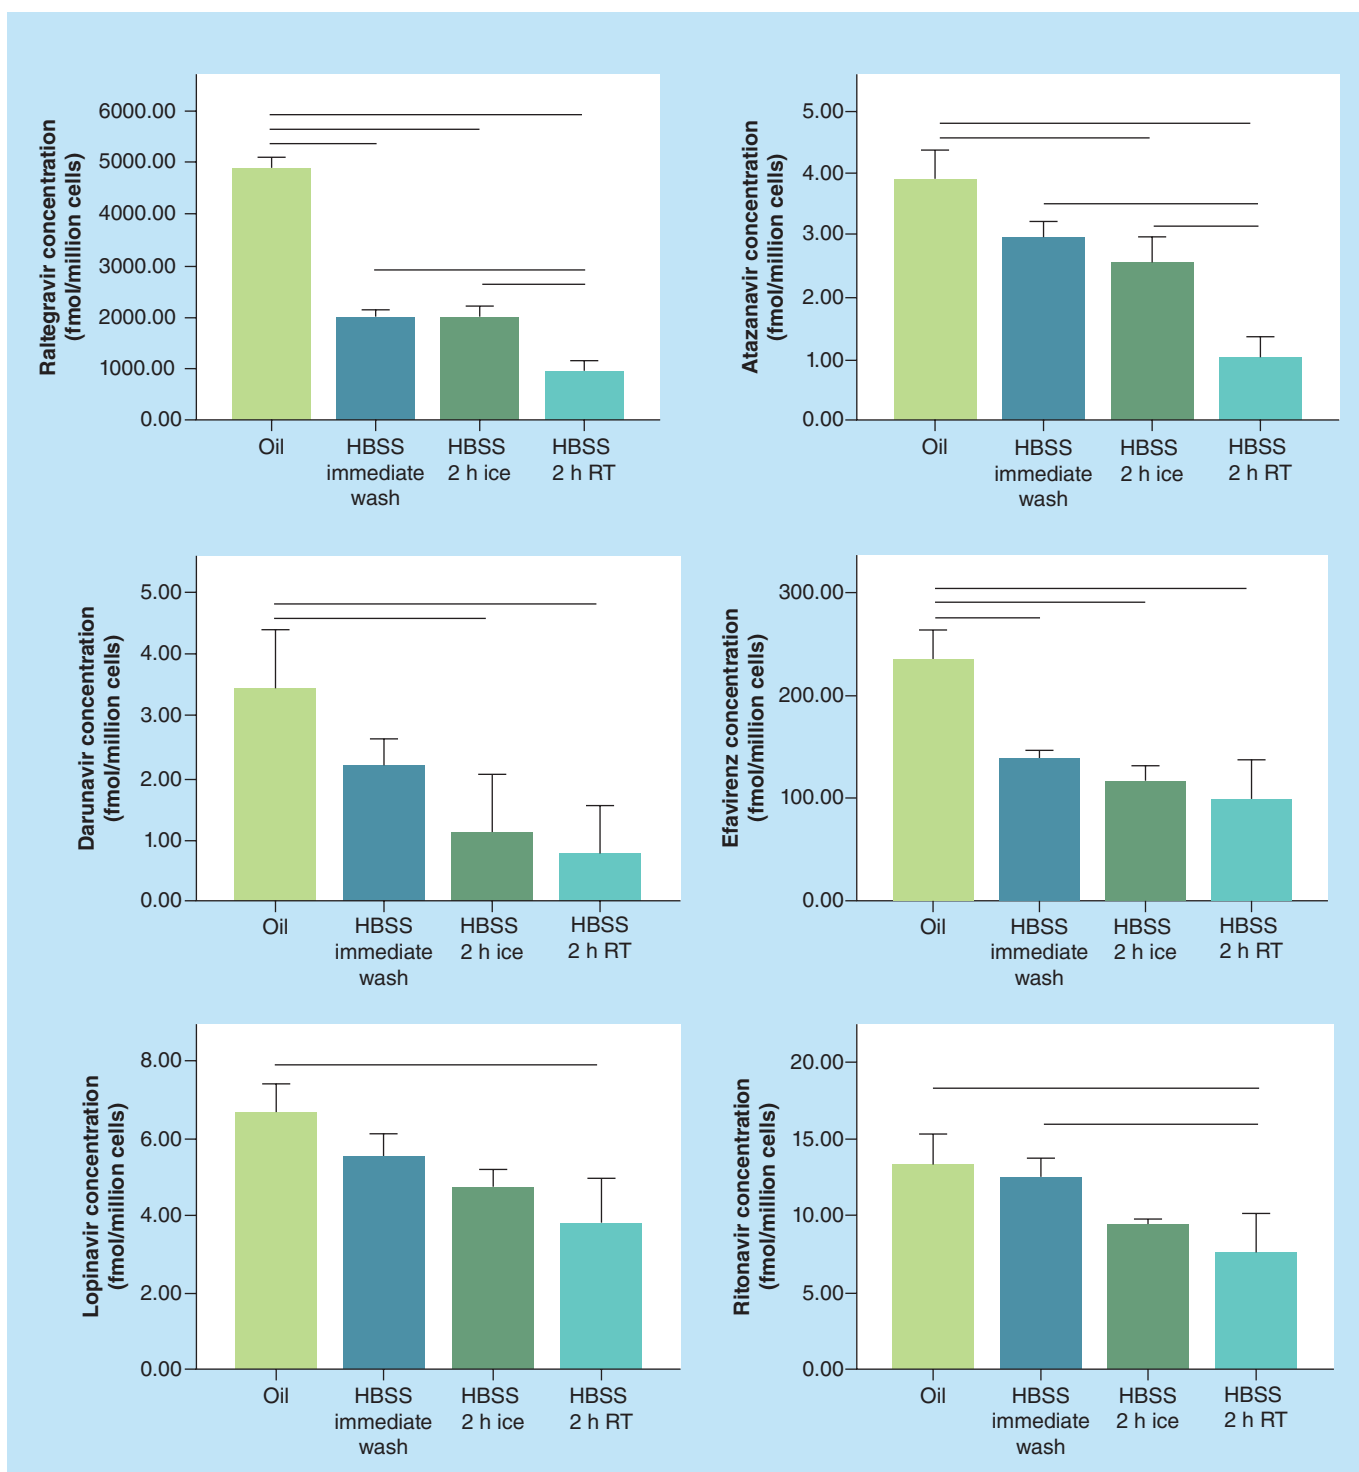 Raltegravir concentration
(fmol/million cells)
6000.00
5000.00
4000.00
3000.00
2000.00
1000.00
0.00
Oil
HBSS
immediate
wash
HBSS
2 h ice
HBSS
2 h RT
Atazanavir concentration
(fmol/million cells)
5.00
4.00
3.00
2.00
1.00
0.00
Oil
HBSS
immediate
wash
HBSS
2 h ice
HBSS
2 h RT
Darunavir concentration
(fmol/million cells)
5.00
4.00
3.00
2.00
1.00
0.00
Oil
HBSS
immediate
wash
HBSS
2 h ice
HBSS
2 h RT
Efavirenz concentration
(fmol/million cells)
300.00
200.00
100.00
0.00
Oil
HBSS
immediate
wash
HBSS
2 h ice
HBSS
2 h RT
Lopinavir concentration
(fmol/million cells)
8.00
6.00
4.00
2.00
0.00
Oil
HBSS
immediate
wash
HBSS
2 h ice
HBSS
2 h RT
Ritonavir concentration
(fmol/million cells)
20.00
15.00
10.00
5.00
0.00
Oil
HBSS
immediate
wash
HBSS
2 h ice
HBSS
2 h RT